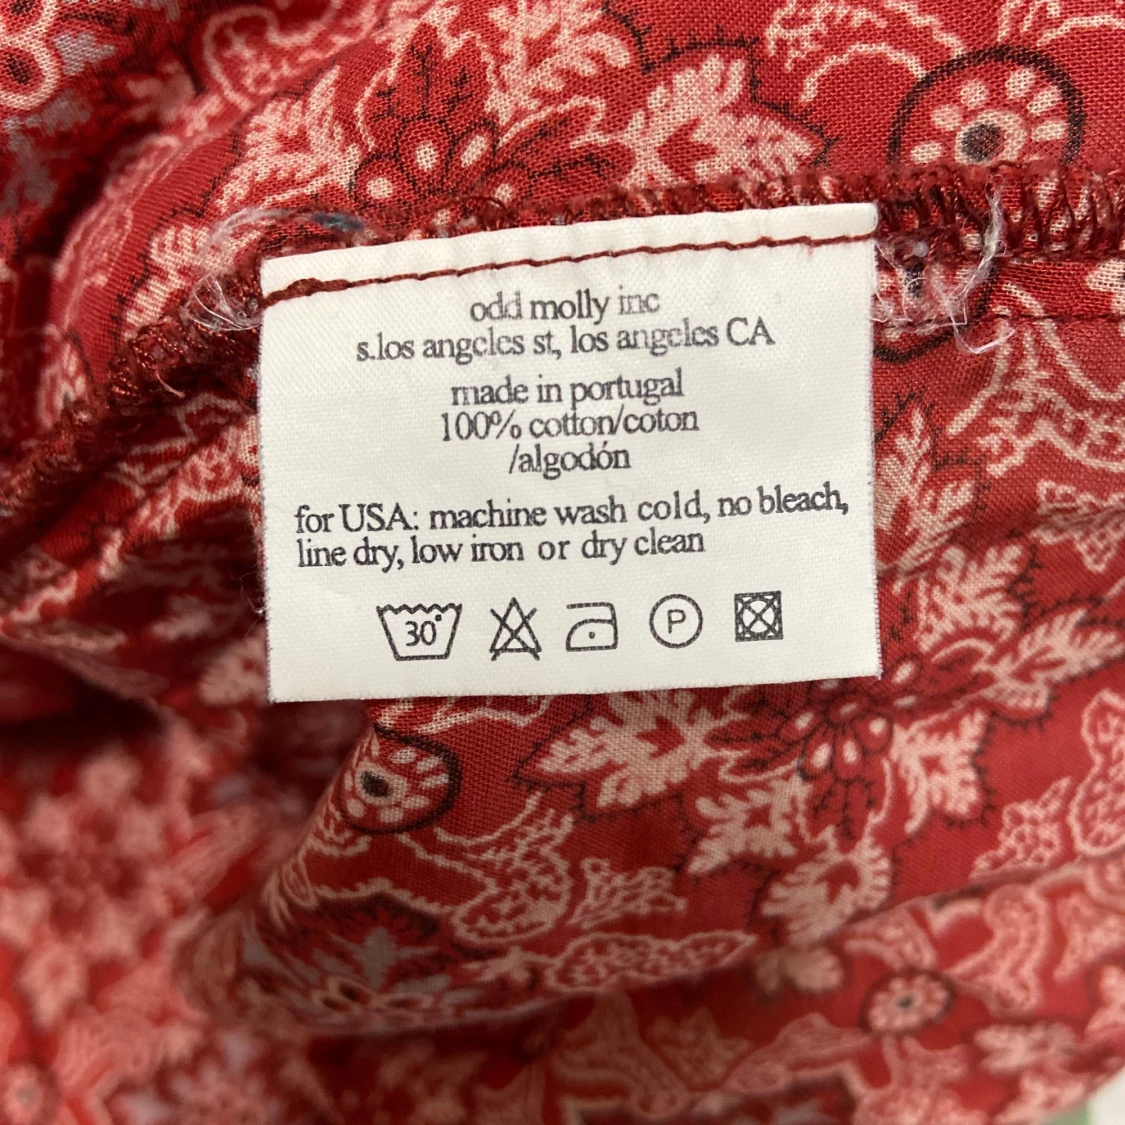 odd molly inc
s.los angeles st, los angeles CA
made in portugal
100% cotton/coton
/algodón
for USA: machine wash cold, no bleach,
line dry, low iron or dry clean
30°
P